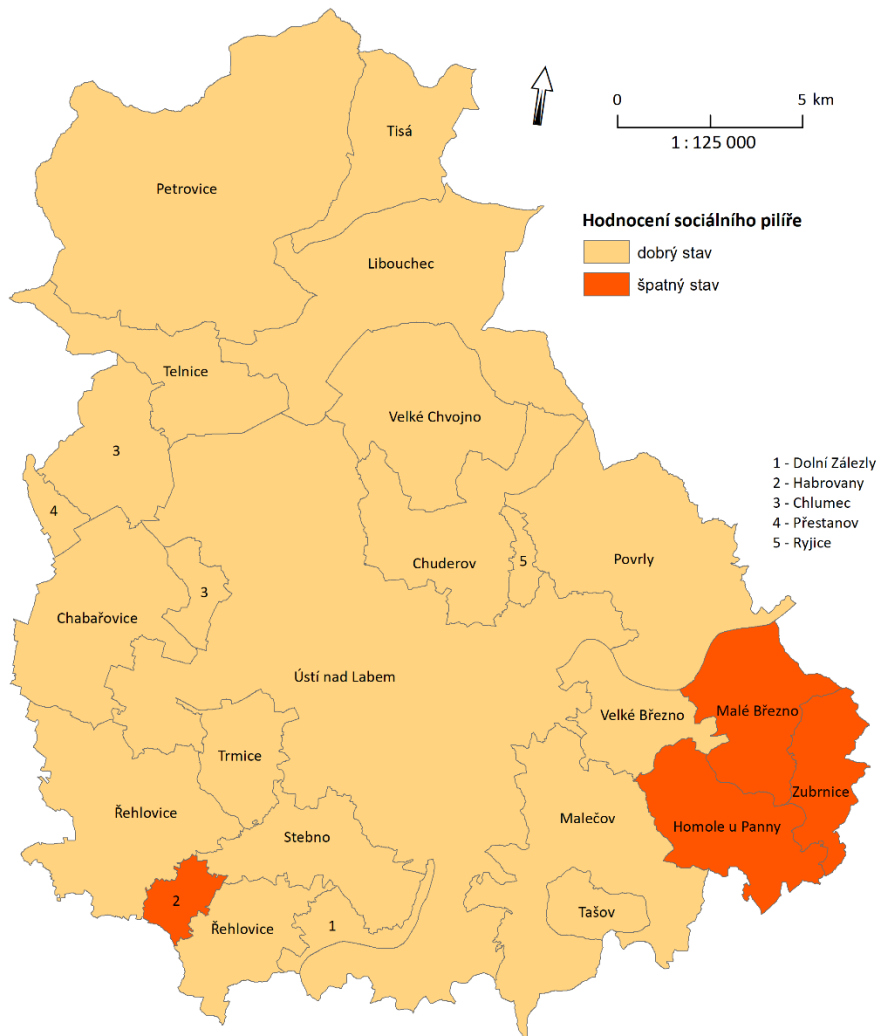 Tisá
0 5 km
1 : 125 000
Petrovice
Hodnocení sociálního pilíře
dobrý stav
špatný stav
Libouchec
Telnice
Velké Chvojno
3
1 - Dolní Zálezly
2 - Habrovany
3 - Chlumec
4 - Přestanov
5 - Ryjice
4
Chuderov
5
Povrly
3
Chabařovice
Ústí nad Labem
Velké Březno
Malé Březno
Trmice
Zubrnice
Řehlovice
Stebno
Malečov
Homole u Panny
2
Řehlovice
1
Tašov